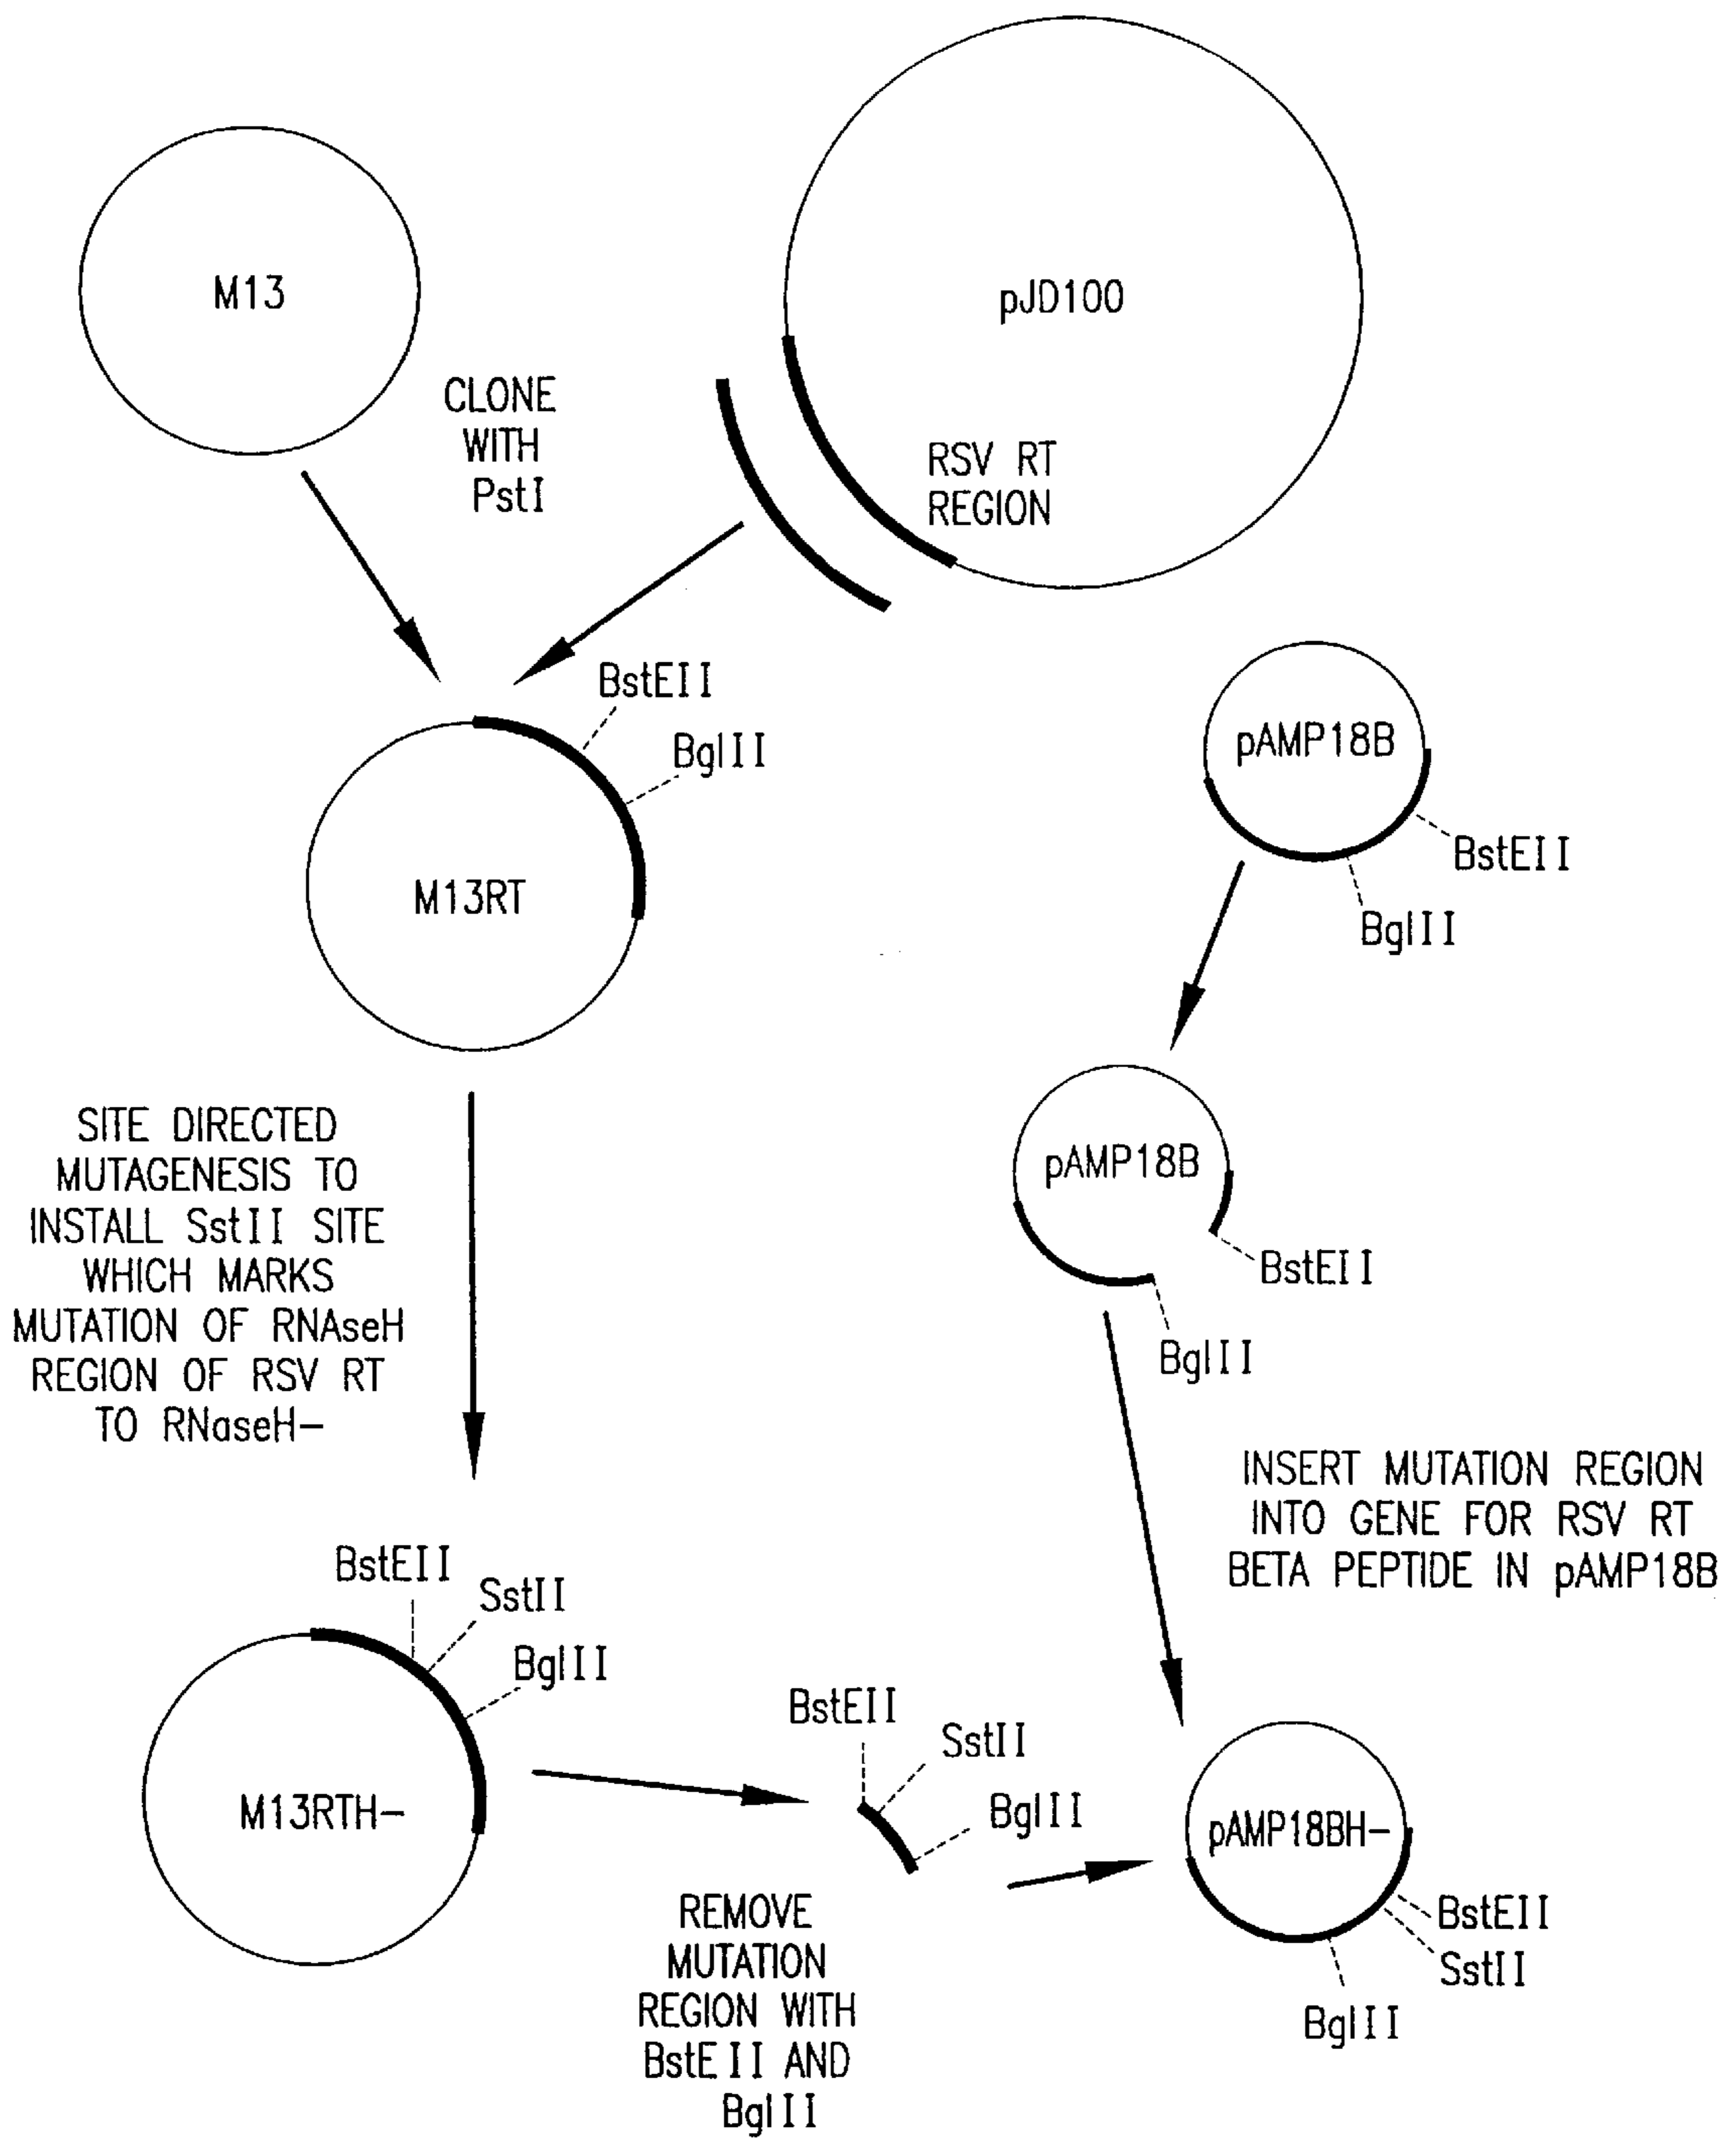 M13
pJD100
CLONE
WITH
PstI
RSV RT
REGION
BstEII
BglII
M13RT
pAMP18B
BstEII
BglII
SITE DIRECTED
MUTAGENESIS TO
INSTALL SstII SITE
WHICH MARKS
MUTATION OF RNAseH
REGION OF RSV RT
TO RNaseH-
pAMP18B
BstEII
BglII
INSERT MUTATION REGION
INTO GENE FOR RSV RT
BETA PEPTIDE IN pAMP18B
BstEII
SstII
BglII
M13RTH-
BstEII
SstII
BglII
REMOVE
MUTATION
REGION WITH
BstEII AND
BglII
pAMP18BH-
BstEII
SstII
BglII